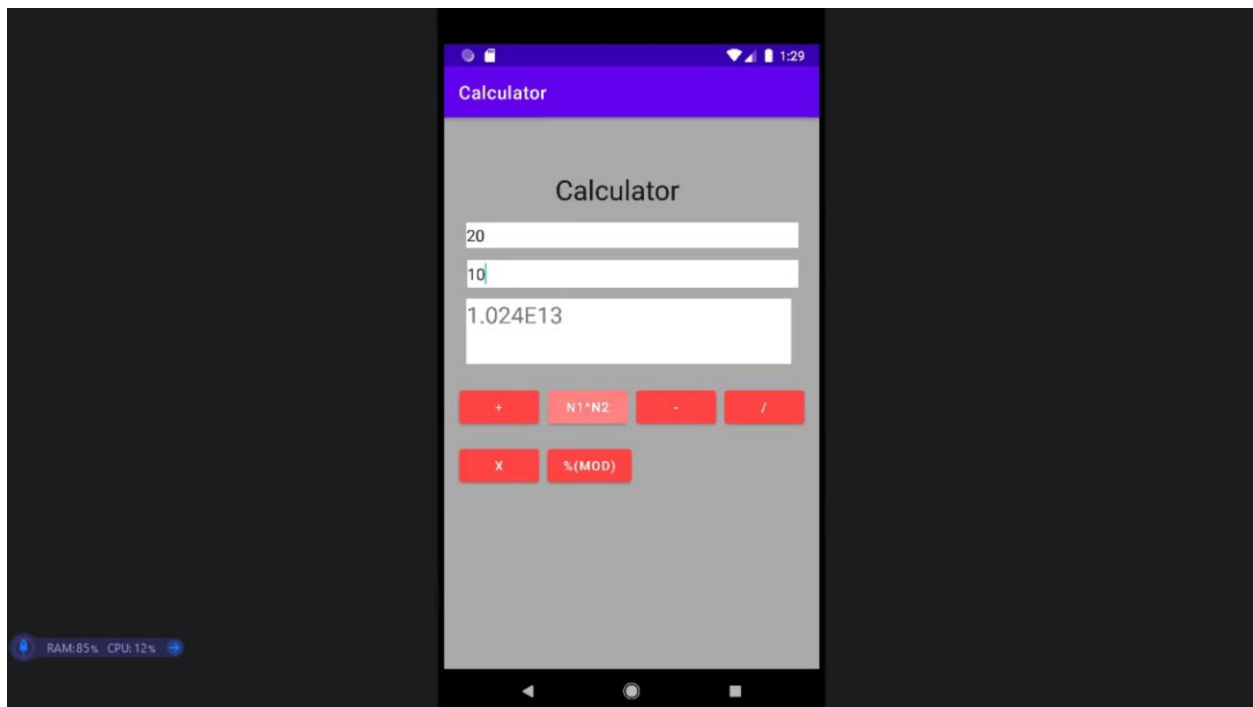 1:29
Calculator
Calculator
20
10
1.024E13
+ N1^N2 - /
X %(MOD)
RAM:85% CPU:12%